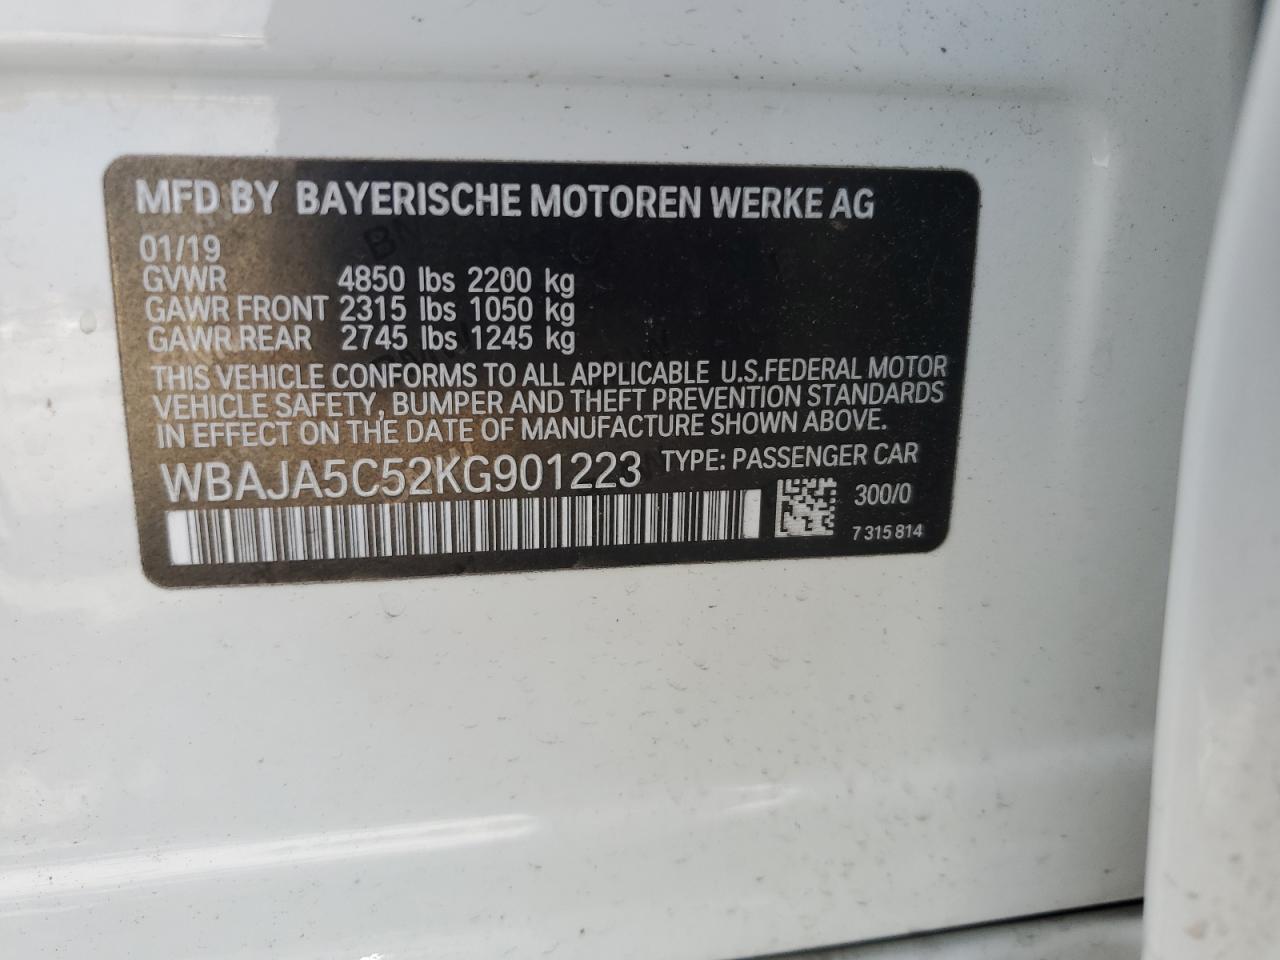 MFD BY BAYERISCHE MOTOREN WERKE AG
01/19
GVWR 4850 lbs 2200 kg
GAWR FRONT 2315 lbs 1050 kg
GAWR REAR 2745 lbs 1245 kg
THIS VEHICLE CONFORMS TO ALL APPLICABLE U.S.FEDERAL MOTOR
VEHICLE SAFETY, BUMPER AND THEFT PREVENTION STANDARDS
IN EFFECT ON THE DATE OF MANUFACTURE SHOWN ABOVE.
WBAJA5C52KG901223 TYPE: PASSENGER CAR
300/0
7 315 814